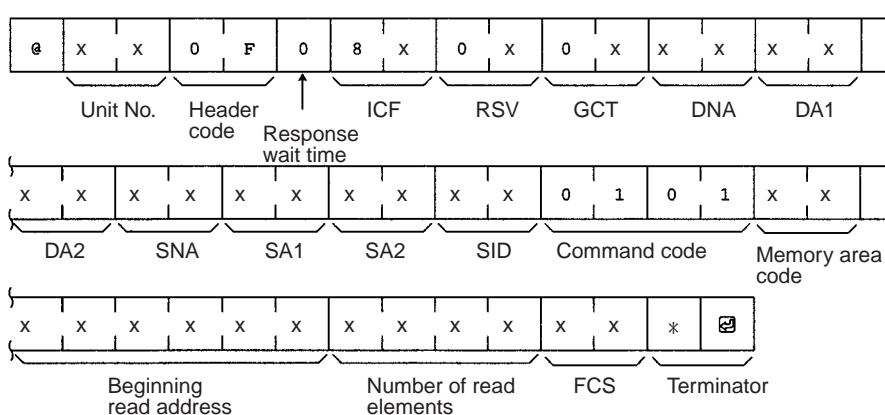 @ x x 0 F 0 8 x 0 x 0 x x x x x
Unit No. Header code Response wait time ICF RSV GCT DNA DA1
x x x x x x x x x x 0 1 0 1 x x
DA2 SNA SA1 SA2 SID Command code Memory area code
x x x x x x x x x x x x * ↵
Beginning read address Number of read elements FCS Terminator